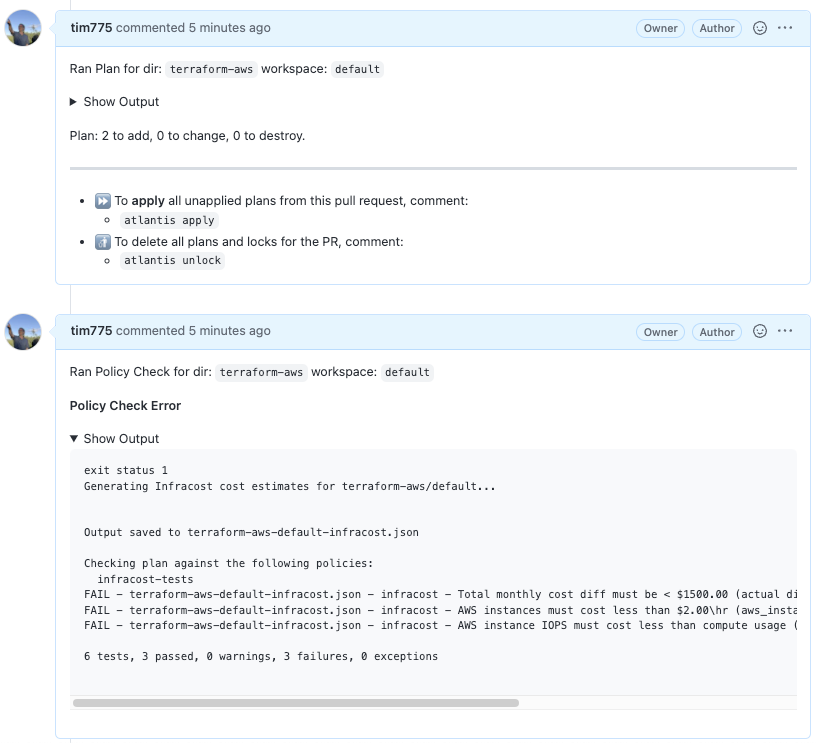 tim775 commented 5 minutes ago Owner Author ...
Ran Plan for dir: terraform-aws workspace: default
Show Output
Plan: 2 to add, 0 to change, 0 to destroy.
To apply all unapplied plans from this pull request, comment:
atlantis apply
To delete all plans and locks for the PR, comment:
atlantis unlock
tim775 commented 5 minutes ago Owner Author ...
Ran Policy Check for dir: terraform-aws workspace: default
Policy Check Error
Show Output
exit status 1
Generating Infracost cost estimates for terraform-aws/default...
Output saved to terraform-aws-default-infracost.json
Checking plan against the following policies:
infracost-tests
FAIL - terraform-aws-default-infracost.json - infracost - Total monthly cost diff must be < $1500.00 (actual di
FAIL - terraform-aws-default-infracost.json - infracost - AWS instances must cost less than $2.00\hr (aws_insta
FAIL - terraform-aws-default-infracost.json - infracost - AWS instance IOPS must cost less than compute usage (
6 tests, 3 passed, 0 warnings, 3 failures, 0 exceptions